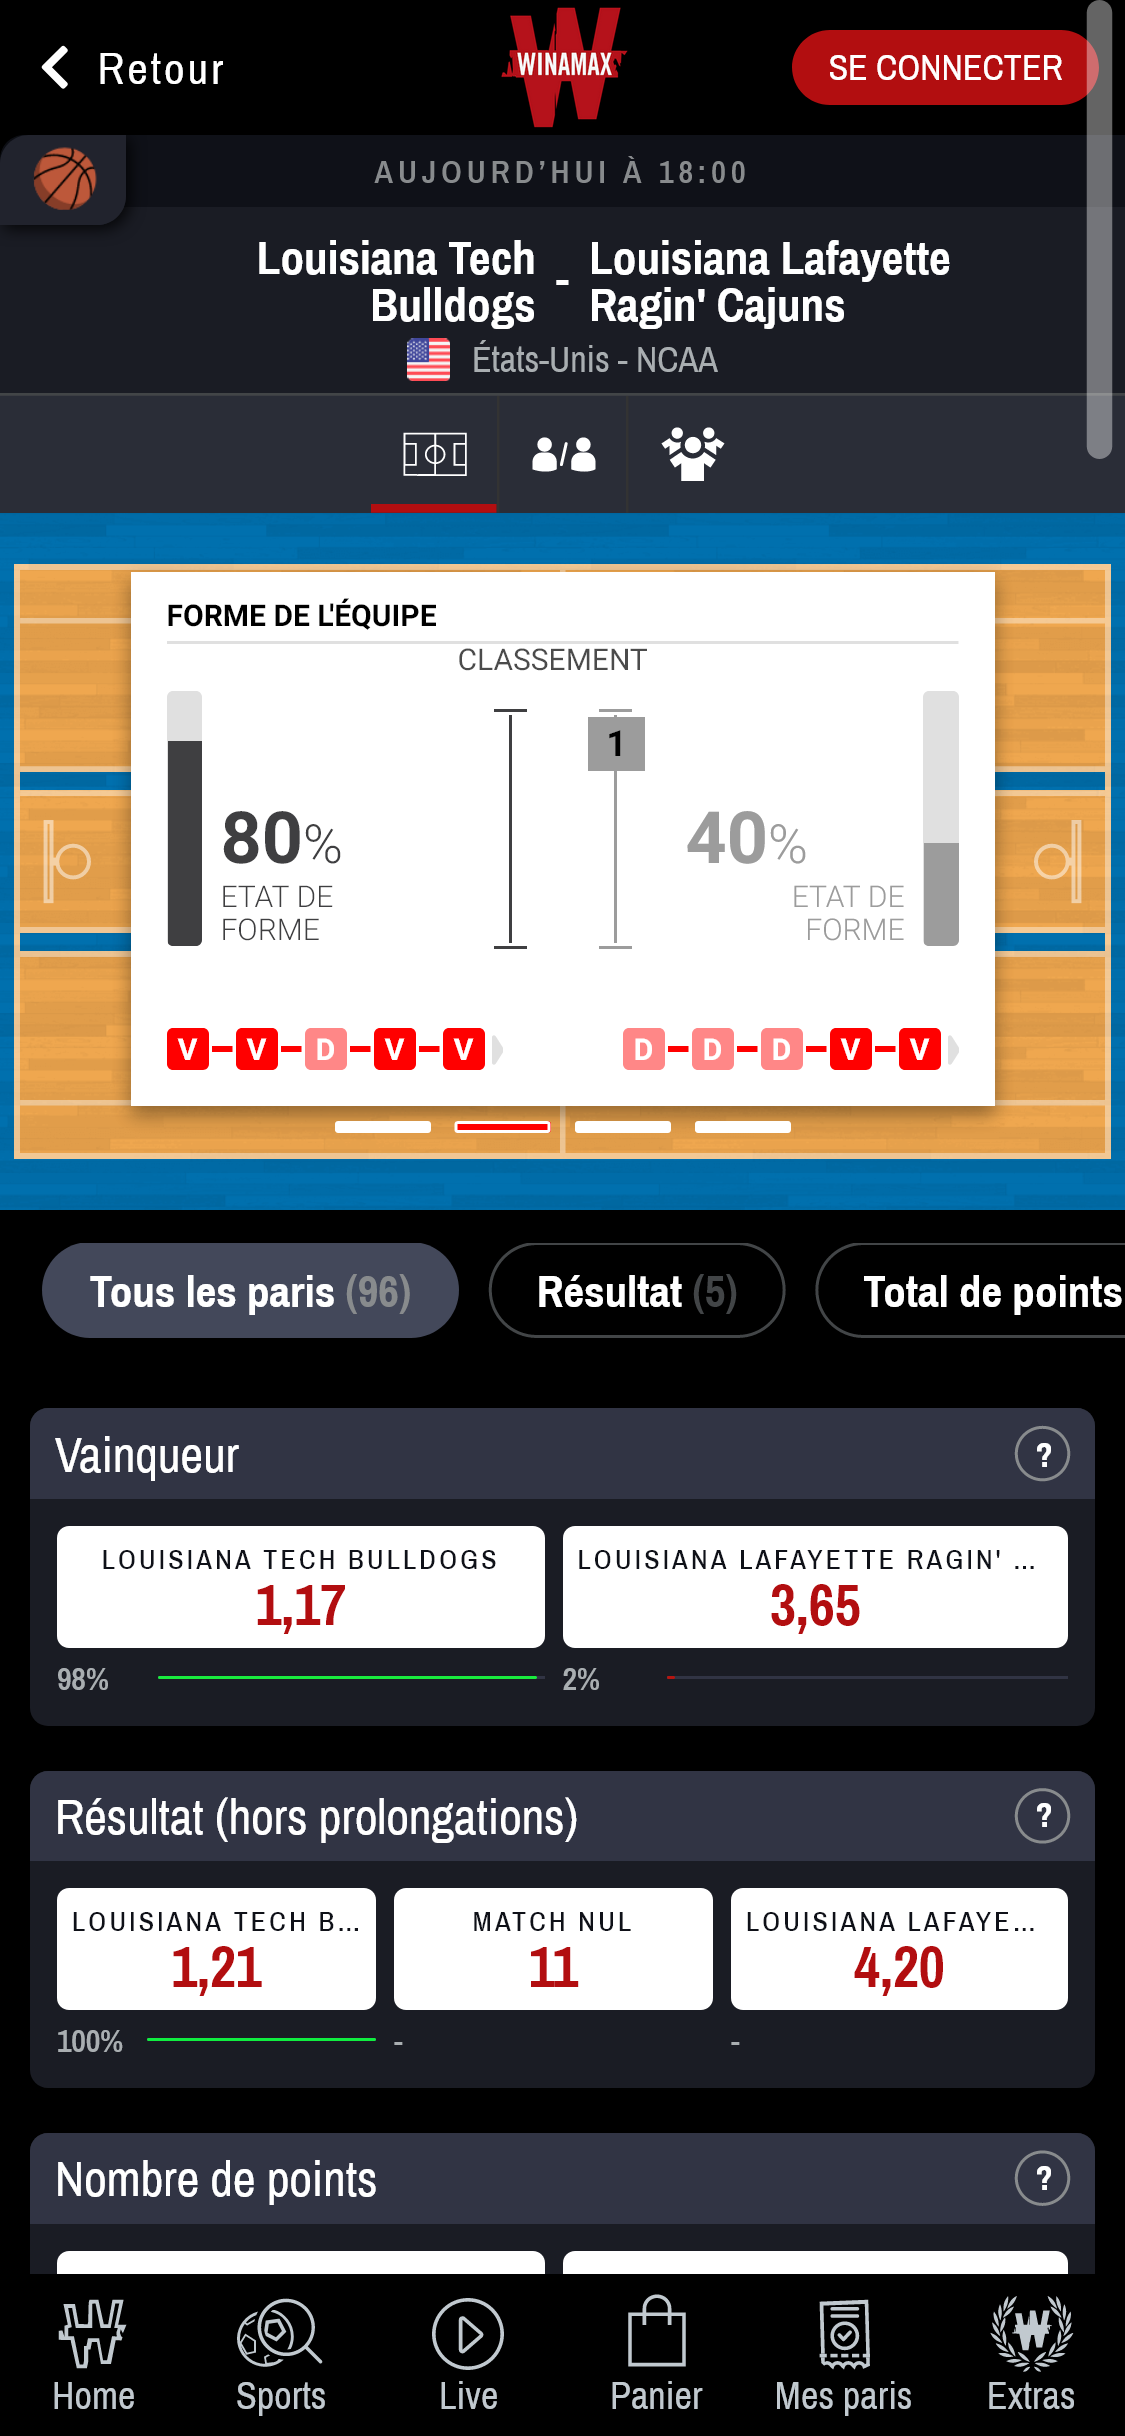 Retour
WINAMAX
SE CONNECTER
AUJOURD'HUI À 18:00
Louisiana Tech Bulldogs - Louisiana Lafayette Ragin' Cajuns
États-Unis - NCAA
FORME DE L'ÉQUIPE
CLASSEMENT
1
80%
ETAT DE
FORME
40%
ETAT DE
FORME
V V D V V
D D D V V
Tous les paris (96)
Résultat (5)
Total de points
Vainqueur
?
LOUISIANA TECH BULLDOGS
1,17
98%
LOUISIANA LAFAYETTE RAGIN' ...
3,65
2%
Résultat (hors prolongations)
?
LOUISIANA TECH B...
1,21
100%
MATCH NUL
11
-
LOUISIANA LAFAYE...
4,20
-
Nombre de points
?
Home
Sports
Live
Panier
Mes paris
W
Extras